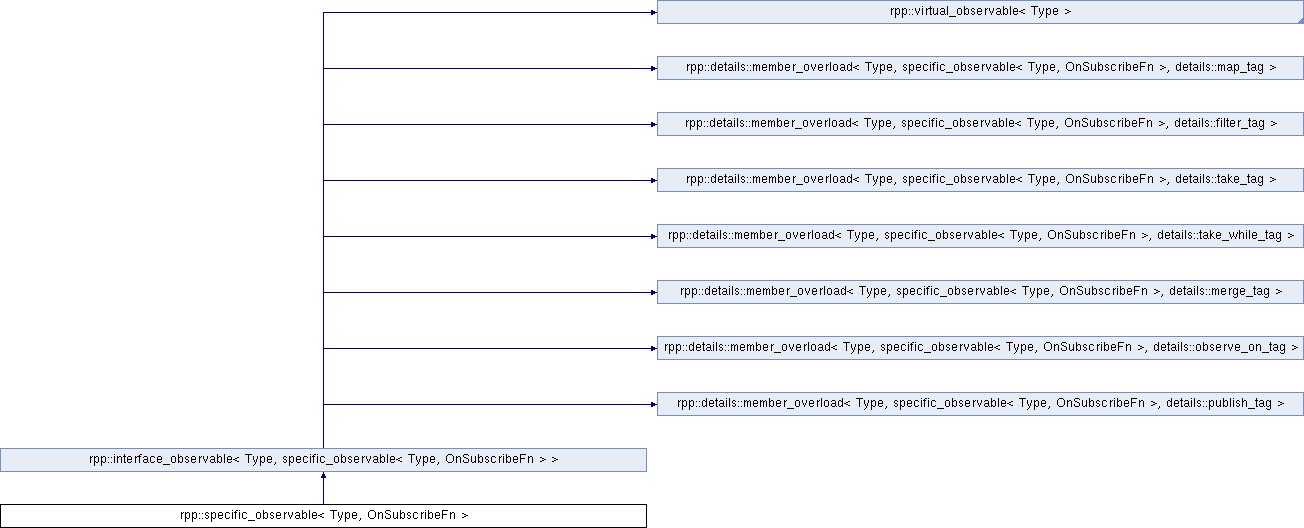 rpp::virtual_observable< Type >
rpp::details::member_overload< Type, specific_observable< Type, OnSubscribeFn >, details::map_tag >
rpp::details::member_overload< Type, specific_observable< Type, OnSubscribeFn >, details::filter_tag >
rpp::details::member_overload< Type, specific_observable< Type, OnSubscribeFn >, details::take_tag >
rpp::details::member_overload< Type, specific_observable< Type, OnSubscribeFn >, details::take_while_tag >
rpp::details::member_overload< Type, specific_observable< Type, OnSubscribeFn >, details::merge_tag >
rpp::details::member_overload< Type, specific_observable< Type, OnSubscribeFn >, details::observe_on_tag >
rpp::details::member_overload< Type, specific_observable< Type, OnSubscribeFn >, details::publish_tag >
rpp::interface_observable< Type, specific_observable< Type, OnSubscribeFn > >
rpp::specific_observable< Type, OnSubscribeFn >